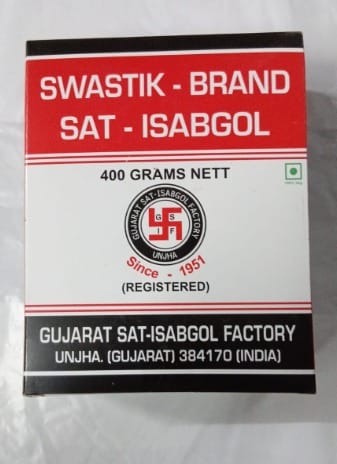 SWASTIK - BRAND
SAT - ISABGOL
400 GRAMS NETT
GUJARAT SAT-ISABGOL FACTORY
G S
I F
UNJHA
Since - 1951
(REGISTERED)
GUJARAT SAT-ISABGOL FACTORY
UNJHA. (GUJARAT) 384170 (INDIA)